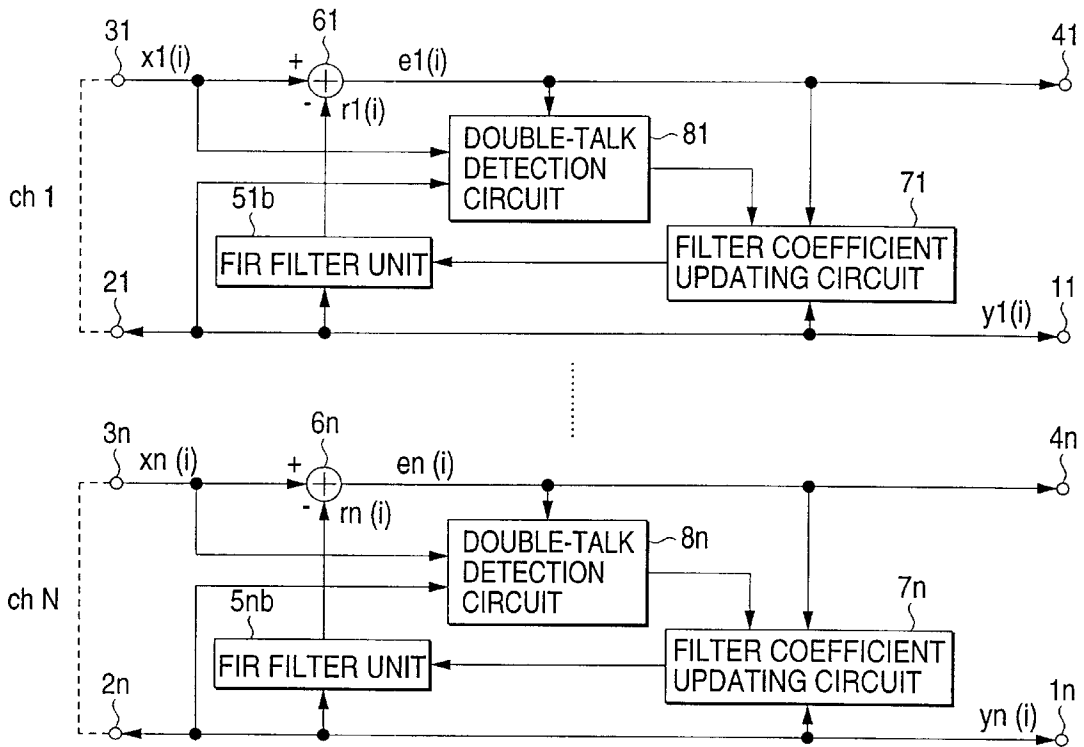 31
x1(i)
+
61
e1(i)
41
-
r1(i)
DOUBLE-TALK
DETECTION
CIRCUIT
81
ch 1
51b
FIR FILTER UNIT
71
FILTER COEFFICIENT
UPDATING CIRCUIT
21
y1(i)
11
3n
xn (i)
+
6n
en (i)
4n
-
rn (i)
DOUBLE-TALK
DETECTION
CIRCUIT
8n
ch N
5nb
FIR FILTER UNIT
7n
FILTER COEFFICIENT
UPDATING CIRCUIT
2n
yn (i)
1n